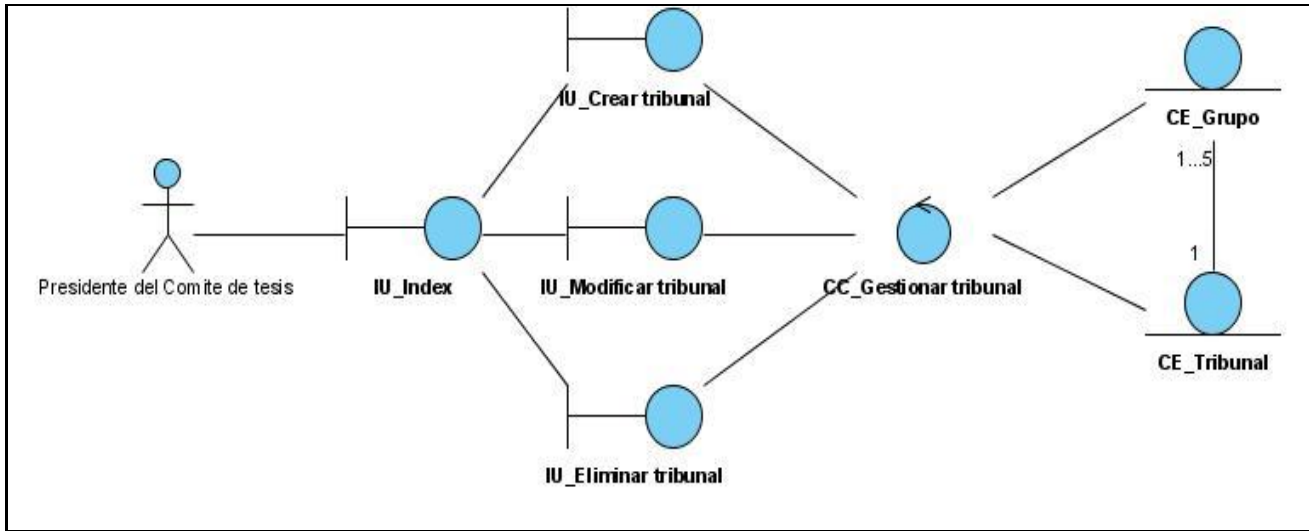 IU_Crear tribunal
CE_Grupo
1...5
1
Presidente del Comite de tesis
IU_Index
IU_Modificar tribunal
CC_Gestionar tribunal
CE_Tribunal
IU_Eliminar tribunal